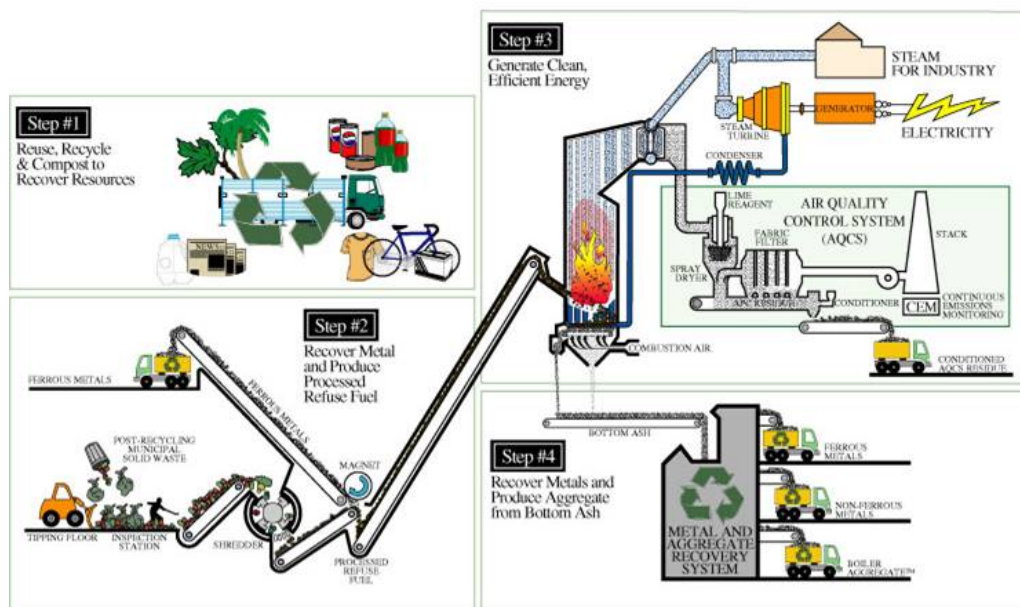 Step #1
Reuse, Recycle
& Compost to
Recover Resources
NEWS
Step #2
Recover Metal
and Produce
Processed
Refuse Fuel
FERROUS METALS
FERROUS METALS
POST-RECYCLING
MUNICIPAL
SOLID WASTE
MAGNET
TIPPING FLOOR
INSPECTION
STATION
SHREDDER
PROCESSED
REFUSE
FUEL
Step #3
Generate Clean,
Efficient Energy
STEAM
FOR INDUSTRY
STEAM
TURBINE
GENERATOR
ELECTRICITY
CONDENSER
LIME
REAGENT
AIR QUALITY
CONTROL SYSTEM
(AQCS)
FABRIC
FILTER
STACK
SPRAY
DRYER
APC RESIDUE
CONDITIONER
CEM
CONTINUOUS
EMISSIONS
MONITORING
COMBUSTION AIR
CONDITIONED
AQCS RESIDUE
BOTTOM ASH
Step #4
Recover Metals and
Produce Aggregate
from Bottom Ash
METAL AND
AGGREGATE
RECOVERY
SYSTEM
FERROUS
METALS
NON-FERROUS
METALS
BOILER
AGGREGATE™